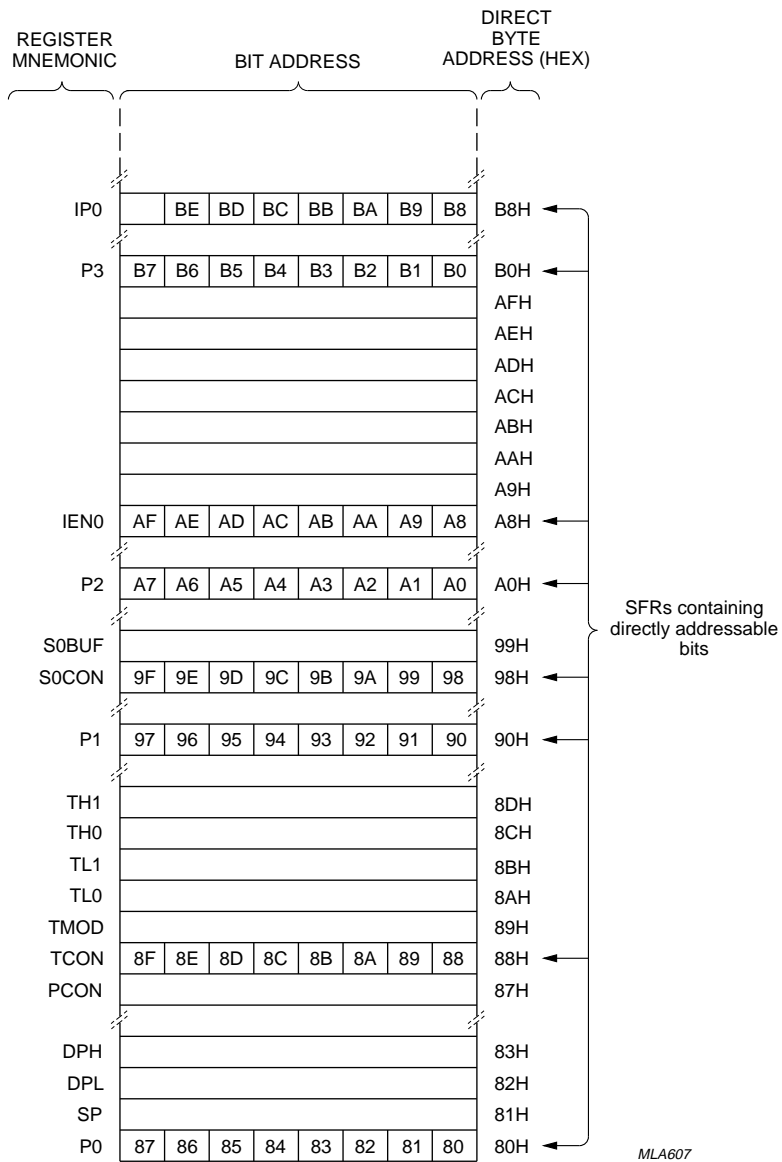 REGISTER
MNEMONIC
BIT ADDRESS
DIRECT
BYTE
ADDRESS (HEX)
IP0 BE BD BC BB BA B9 B8 B8H
P3 B7 B6 B5 B4 B3 B2 B1 B0 B0H
AFH
AEH
ADH
ACH
ABH
AAH
A9H
IEN0 AF AE AD AC AB AA A9 A8 A8H
P2 A7 A6 A5 A4 A3 A2 A1 A0 A0H
SFRs containing
directly addressable
bits
S0BUF 99H
S0CON 9F 9E 9D 9C 9B 9A 99 98 98H
P1 97 96 95 94 93 92 91 90 90H
TH1 8DH
TH0 8CH
TL1 8BH
TL0 8AH
TMOD 89H
TCON 8F 8E 8D 8C 8B 8A 89 88 88H
PCON 87H
DPH 83H
DPL 82H
SP 81H
P0 87 86 85 84 83 82 81 80 80H
MLA607